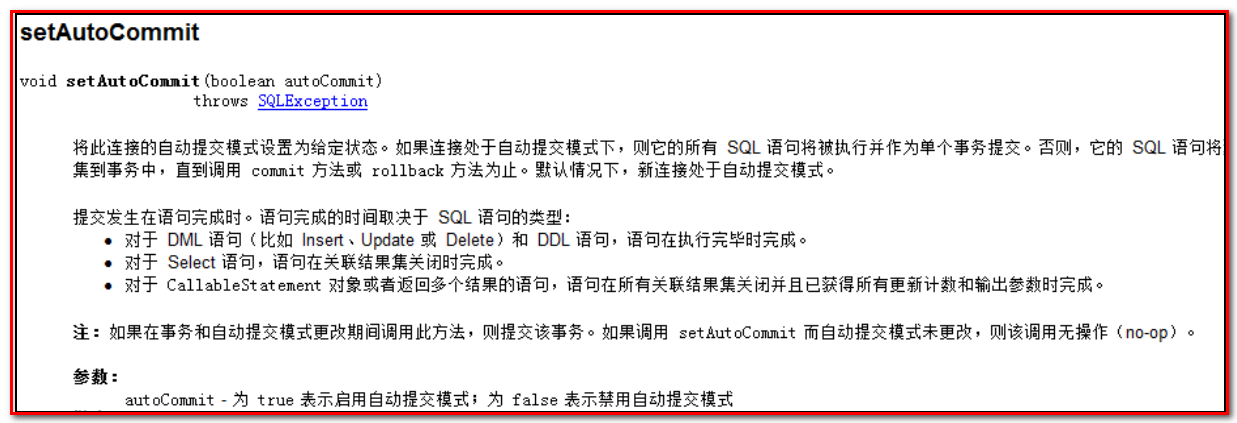 setAutoCommit
void setAutoCommit(boolean autoCommit)
throws SQLException
将此连接的自动提交模式设置为给定状态。如果连接处于自动提交模式下，则它的所有 SQL 语句将被执行并作为单个事务提交。否则，它的 SQL 语句将
集到事务中，直到调用 commit 方法或 rollback 方法为止。默认情况下，新连接处于自动提交模式。
提交发生在语句完成时。语句完成的时间取决于 SQL 语句的类型：
● 对于 DML 语句（比如 Insert、Update 或 Delete）和 DDL 语句，语句在执行完毕时完成。
● 对于 Select 语句，语句在关联结果集关闭时完成。
● 对于 CallableStatement 对象或者返回多个结果的语句，语句在所有关联结果集关闭并且已获得所有更新计数和输出参数时完成。
注：如果在事务和自动提交模式更改期间调用此方法，则提交该事务。如果调用 setAutoCommit 而自动提交模式未更改，则该调用无操作（no-op）。
参数：
autoCommit - 为 true 表示启用自动提交模式；为 false 表示禁用自动提交模式